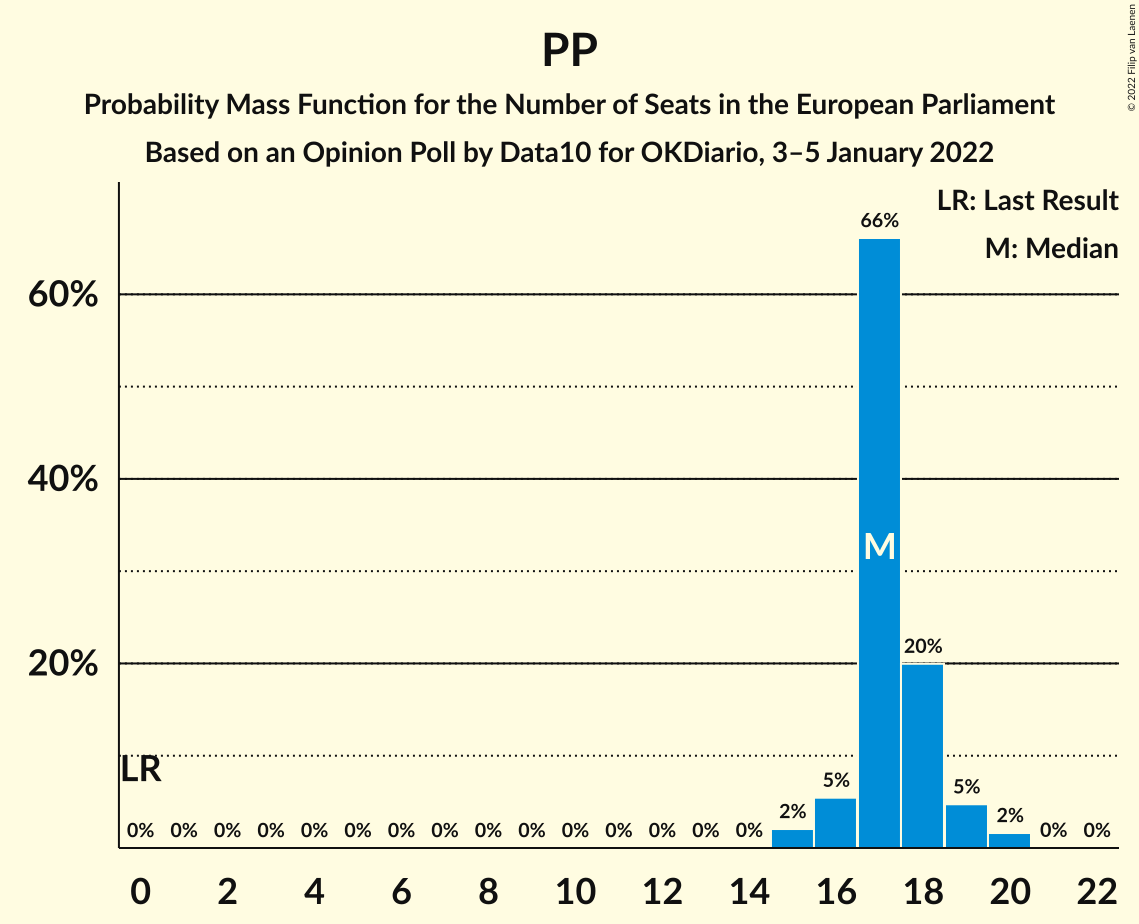 PP
Probability Mass Function for the Number of Seats in the European Parliament
Based on an Opinion Poll by Data10 for OKDiario, 3–5 January 2022
© 2022 Filip van Laenen
LR: Last Result
M: Median
66%
60%
40%
M
20%
20%
LR
0% 0% 0% 0% 0% 0% 0% 0% 0% 0% 0% 0% 0% 0% 0% 2% 5% 5% 2% 0% 0%
0 2 4 6 8 10 12 14 16 18 20 22